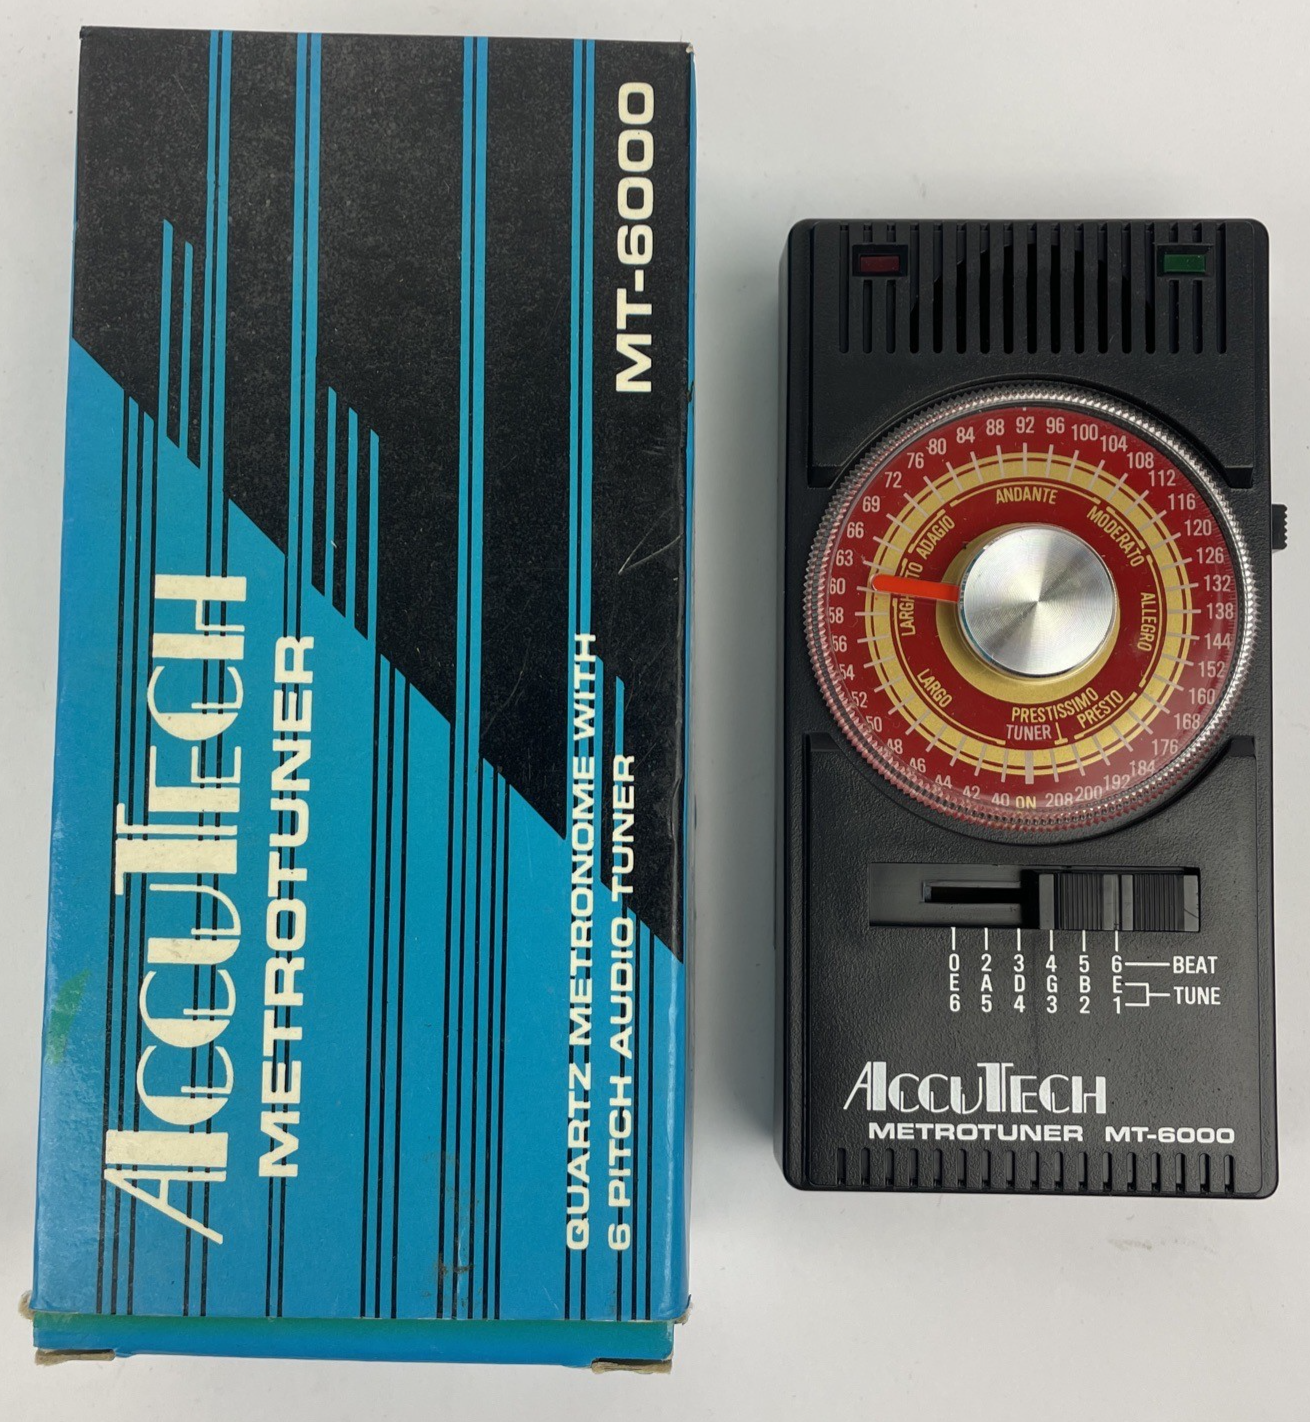 ACCUTECH
METROTUNER
QUARTZ METRONOME WITH
6 PITCH AUDIO TUNER
MT-6000
40 42 44 46 48 50 52 54 56 58 60 63 66 69 72 76 80 84 88 92 96 100 104 108 112 116 120 126 132 138 144 152 160 168 176 184 192 200 208 ON
LARGO
LARGHETTO
ADAGIO
ANDANTE
MODERATO
ALLEGRO
PRESTO
PRESTISSIMO
TUNER
0 2 3 4 5 6 BEAT
E A D G B E TUNE
6 5 4 3 2 1
ACCUTECH
METROTUNER MT-6000